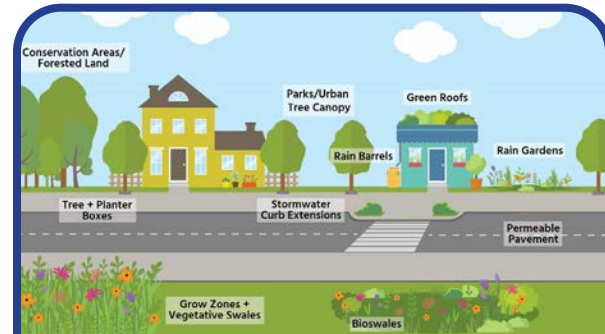 Conservation Areas/
Forested Land
Parks/Urban
Tree Canopy
Green Roofs
Rain Barrels
Rain Gardens
Tree + Planter
Boxes
Stormwater
Curb Extensions
Permeable
Pavement
Grow Zones +
Vegetative Swales
Bioswales